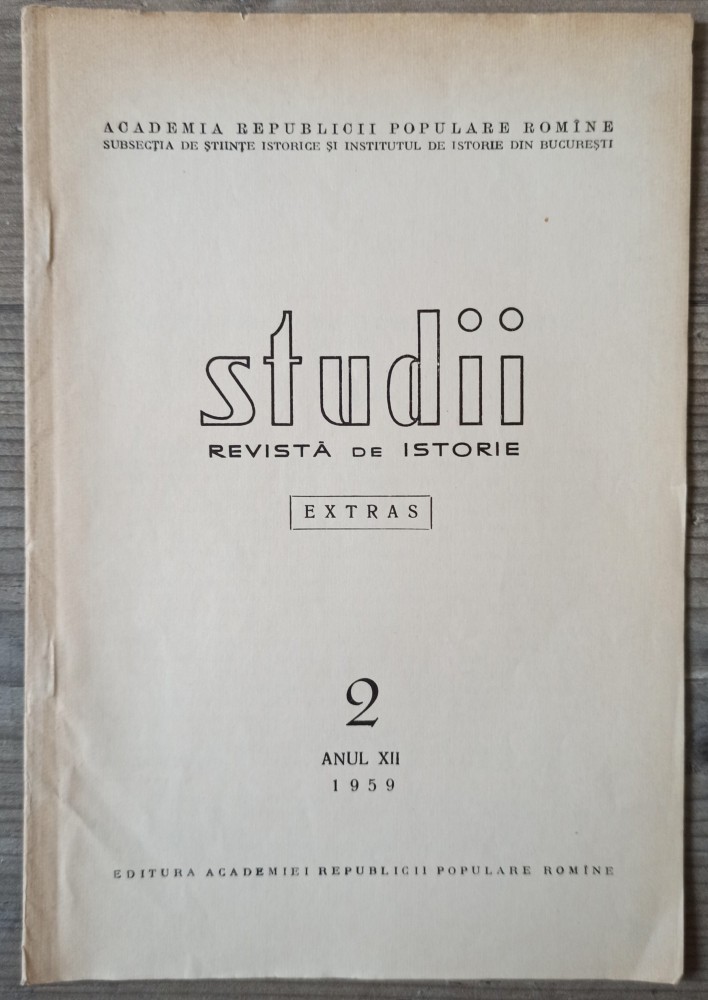 ACADEMIA REPUBLICII POPULARE ROMÎNE
SUBSECȚIA DE ȘTIINȚE ISTORICE ȘI INSTITUTUL DE ISTORIE DIN BUCUREȘTI
studii
REVISTĂ DE ISTORIE
EXTRAS
2
ANUL XII
1959
EDITURA ACADEMIEI REPUBLICII POPULARE ROMÎNE